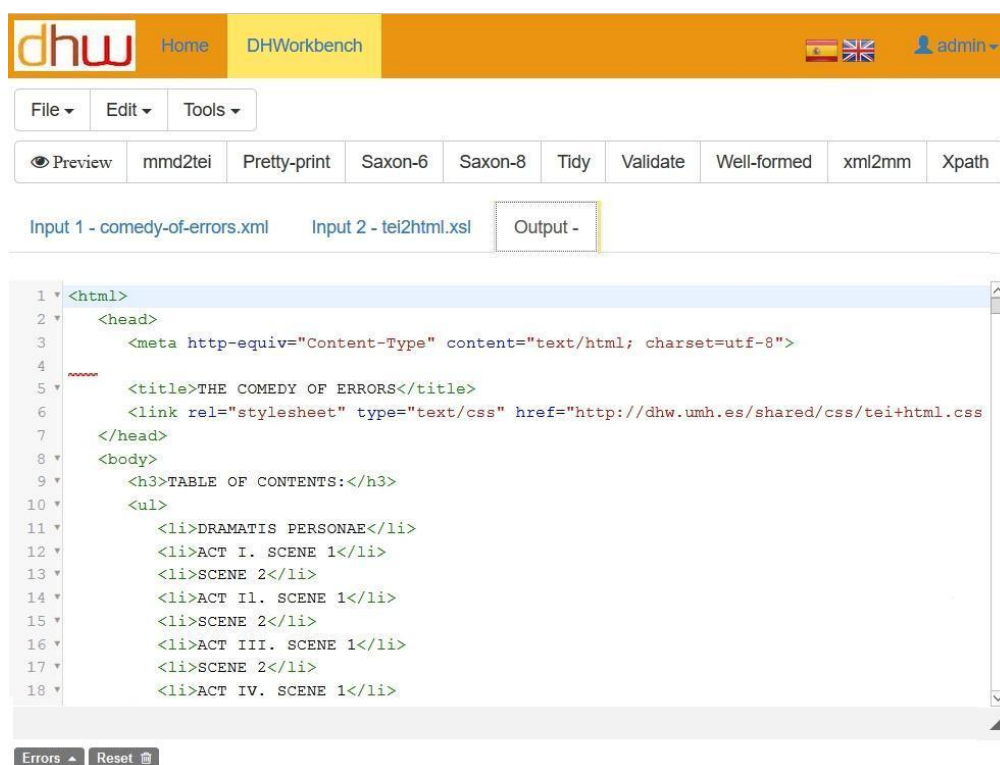 dhw Home DHWorkbench admin
File Edit Tools
Preview mmd2tei Pretty-print Saxon-6 Saxon-8 Tidy Validate Well-formed xml2mm Xpath
Input 1 - comedy-of-errors.xml Input 2 - tei2html.xsl Output -
1 <html>
2 <head>
3 <meta http-equiv="Content-Type" content="text/html; charset=utf-8">
4
5 <title>THE COMEDY OF ERRORS</title>
6 <link rel="stylesheet" type="text/css" href="http://dhw.umh.es/shared/css/tei+html.css
7 </head>
8 <body>
9 <h3>TABLE OF CONTENTS:</h3>
10 <ul>
11 <li>DRAMATIS PERSONAE</li>
12 <li>ACT I. SCENE 1</li>
13 <li>SCENE 2</li>
14 <li>ACT Il. SCENE 1</li>
15 <li>SCENE 2</li>
16 <li>ACT III. SCENE 1</li>
17 <li>SCENE 2</li>
18 <li>ACT IV. SCENE 1</li>
Errors Reset